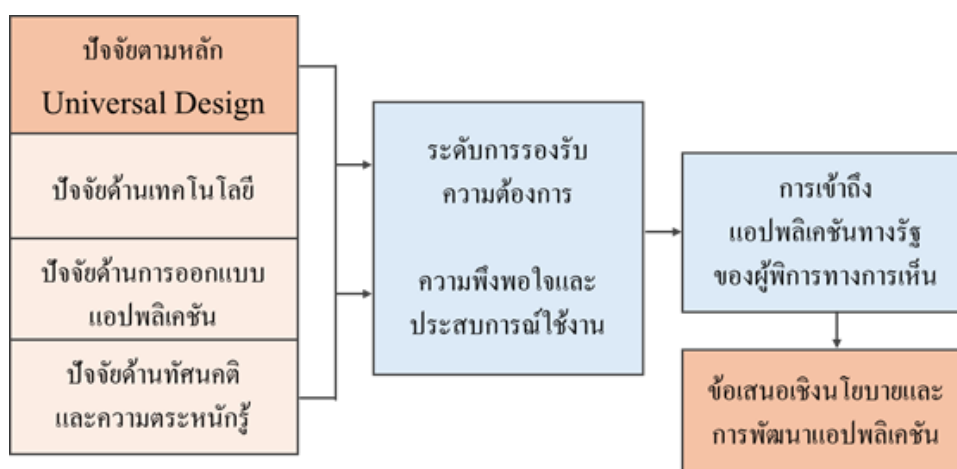 ปัจจัยตามหลัก
Universal Design
ปัจจัยด้านเทคโนโลยี
ปัจจัยด้านการออกแบบ
แอปพลิเคชัน
ปัจจัยด้านทัศนคติ
และความตระหนักรู้
ระดับการรองรับ
ความต้องการ
ความพึงพอใจและ
ประสบการณ์ใช้งาน
การเข้าถึง
แอปพลิเคชันทางรัฐ
ของผู้พิการทางการเห็น
ข้อเสนอเชิงนโยบายและ
การพัฒนาแอปพลิเคชัน